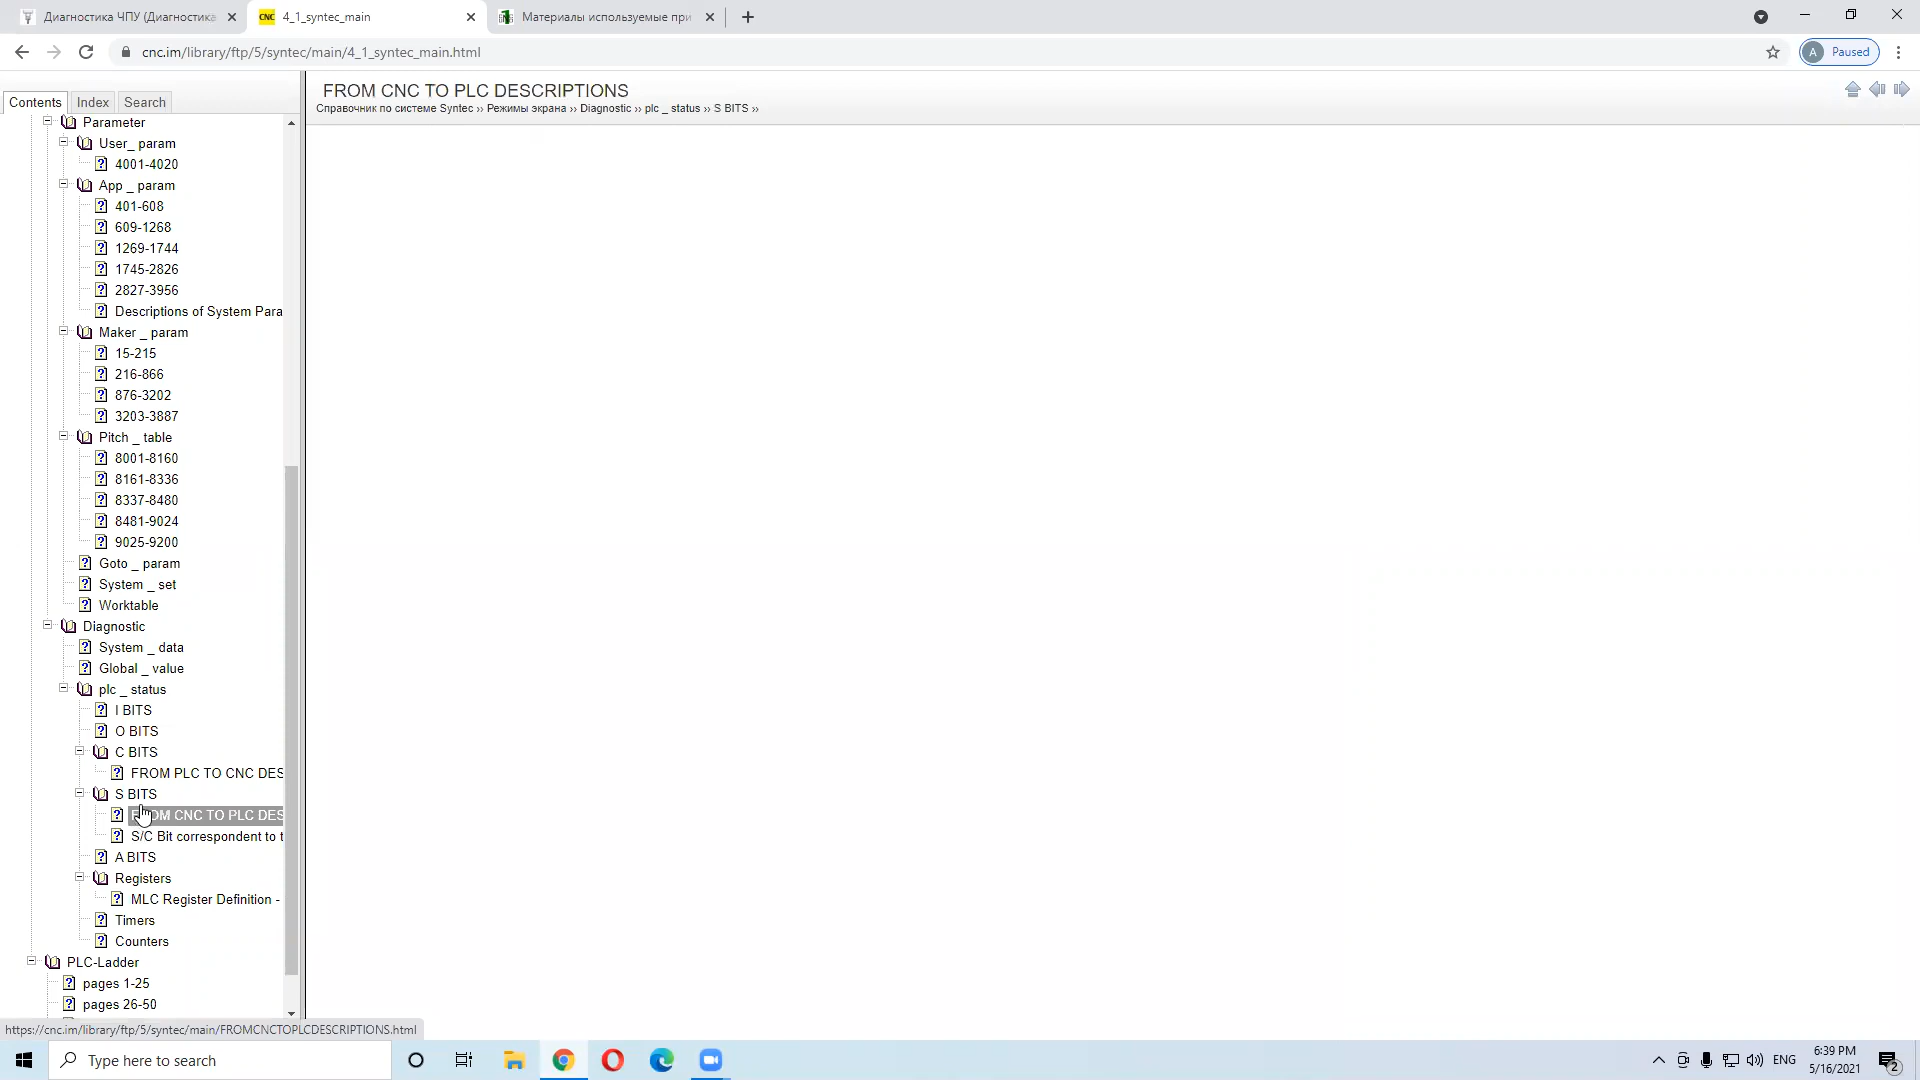 Диагностика ЧПУ (Диагностика
4_1_syntec_main
Материалы используемые при
cnc.im/library/ftp/5/syntec/main/4_1_syntec_main.html
A Paused
Contents
Index
Search
FROM CNC TO PLC DESCRIPTIONS
Справочник по системе Syntec ›› Режимы экрана ›› Diagnostic ›› plc _ status ›› S BITS ››
Parameter
User_ param
4001-4020
App _ param
401-608
609-1268
1269-1744
1745-2826
2827-3956
Descriptions of System Para
Maker _ param
15-215
216-866
876-3202
3203-3887
Pitch _ table
8001-8160
8161-8336
8337-8480
8481-9024
9025-9200
Goto _ param
System _ set
Worktable
Diagnostic
System _ data
Global _ value
plc _ status
I BITS
O BITS
C BITS
FROM PLC TO CNC DES
S BITS
FROM CNC TO PLC DES
S/C Bit correspondent to t
A BITS
Registers
MLC Register Definition -
Timers
Counters
PLC-Ladder
pages 1-25
pages 26-50
https://cnc.im/library/ftp/5/syntec/main/FROMCNCTOPLCDESCRIPTIONS.html
Type here to search
ENG
6:39 PM
5/16/2021
2